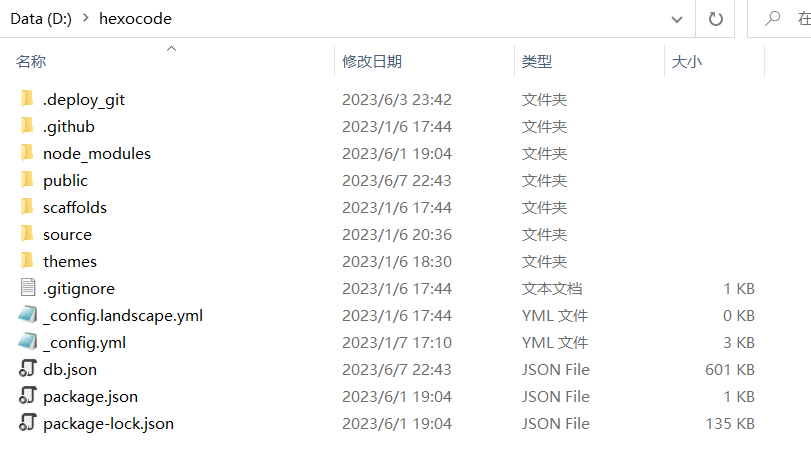 Data (D:) > hexocode 在
名称 修改日期 类型 大小
.deploy_git 2023/6/3 23:42 文件夹
.github 2023/1/6 17:44 文件夹
node_modules 2023/6/1 19:04 文件夹
public 2023/6/7 22:43 文件夹
scaffolds 2023/1/6 17:44 文件夹
source 2023/1/6 20:36 文件夹
themes 2023/1/6 18:30 文件夹
.gitignore 2023/1/6 17:44 文本文档 1 KB
_config.landscape.yml 2023/1/6 17:44 YML 文件 0 KB
_config.yml 2023/1/7 17:10 YML 文件 3 KB
db.json 2023/6/7 22:43 JSON File 601 KB
package.json 2023/6/1 19:04 JSON File 1 KB
package-lock.json 2023/6/1 19:04 JSON File 135 KB